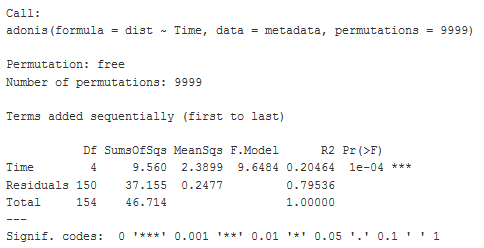 Call:
adonis(formula = dist ~ Time, data = metadata, permutations = 9999)
Permutation: free
Number of permutations: 9999
Terms added sequentially (first to last)
Df SumsOfSqs MeanSqs F.Model R2 Pr(>F)
Time 4 9.560 2.3899 9.6484 0.20464 1e-04 ***
Residuals 150 37.155 0.2477 0.79536
Total 154 46.714 1.00000
---
Signif. codes: 0 '***' 0.001 '**' 0.01 '*' 0.05 '.' 0.1 ' ' 1